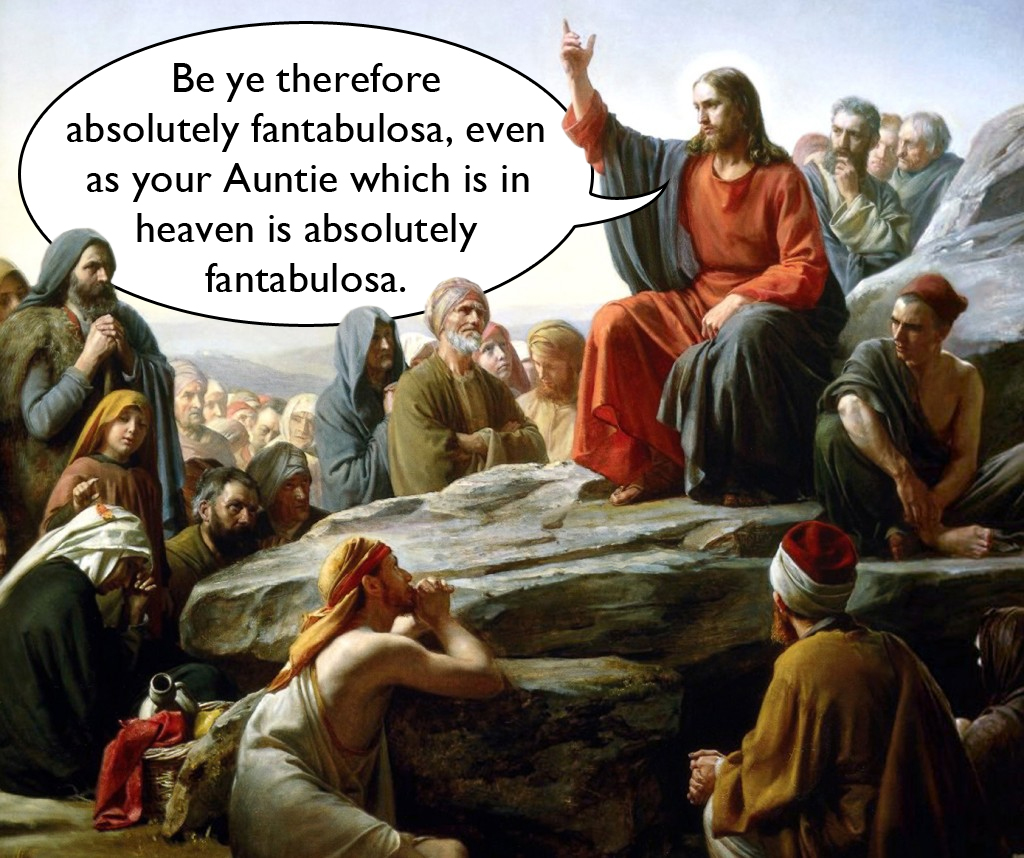 Be ye therefore
absolutely fantabulosa, even
as your Auntie which is in
heaven is absolutely
fantabulosa.